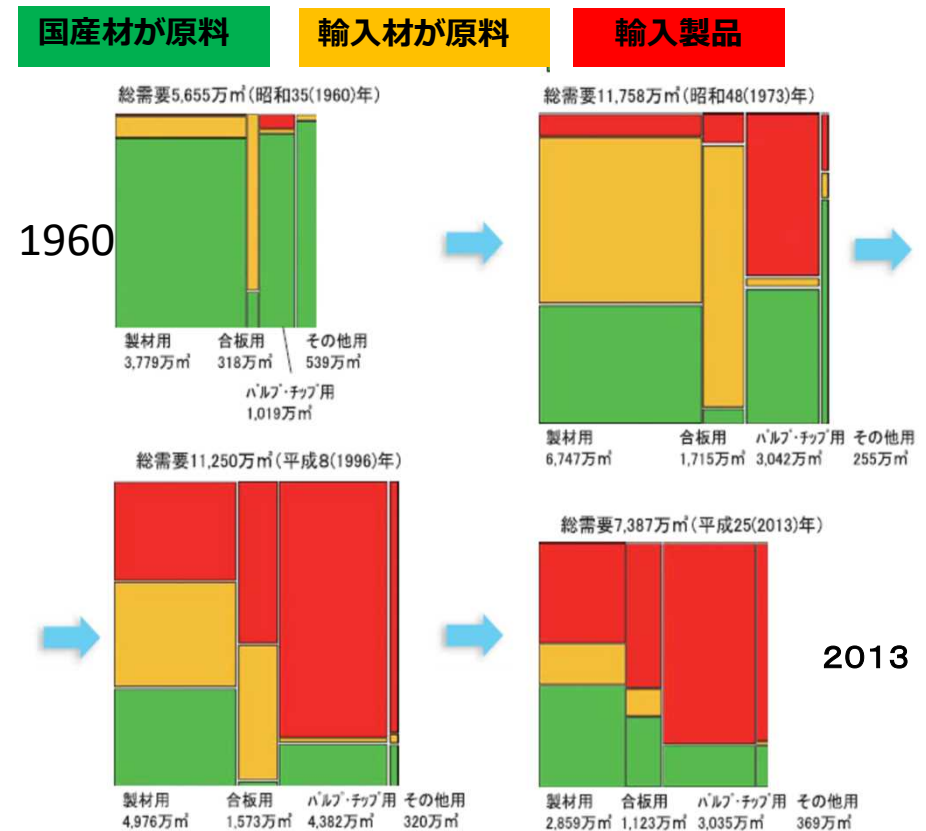 国産材が原料
輸入材が原料
輸入製品
総需要5,655万㎥(昭和35(1960)年)
1960
製材用
3,779万㎥
合板用
318万㎥
その他用
539万㎥
パルプ・チップ用
1,019万㎥
総需要11,758万㎥(昭和48(1973)年)
製材用
6,747万㎥
合板用
1,715万㎥
パルプ・チップ用
3,042万㎥
その他用
255万㎥
総需要11,250万㎥(平成8(1996)年)
製材用
4,976万㎥
合板用
1,573万㎥
パルプ・チップ用
4,382万㎥
その他用
320万㎥
総需要7,387万㎥(平成25(2013)年)
2013
製材用
2,859万㎥
合板用
1,123万㎥
パルプ・チップ用
3,035万㎥
その他用
369万㎥